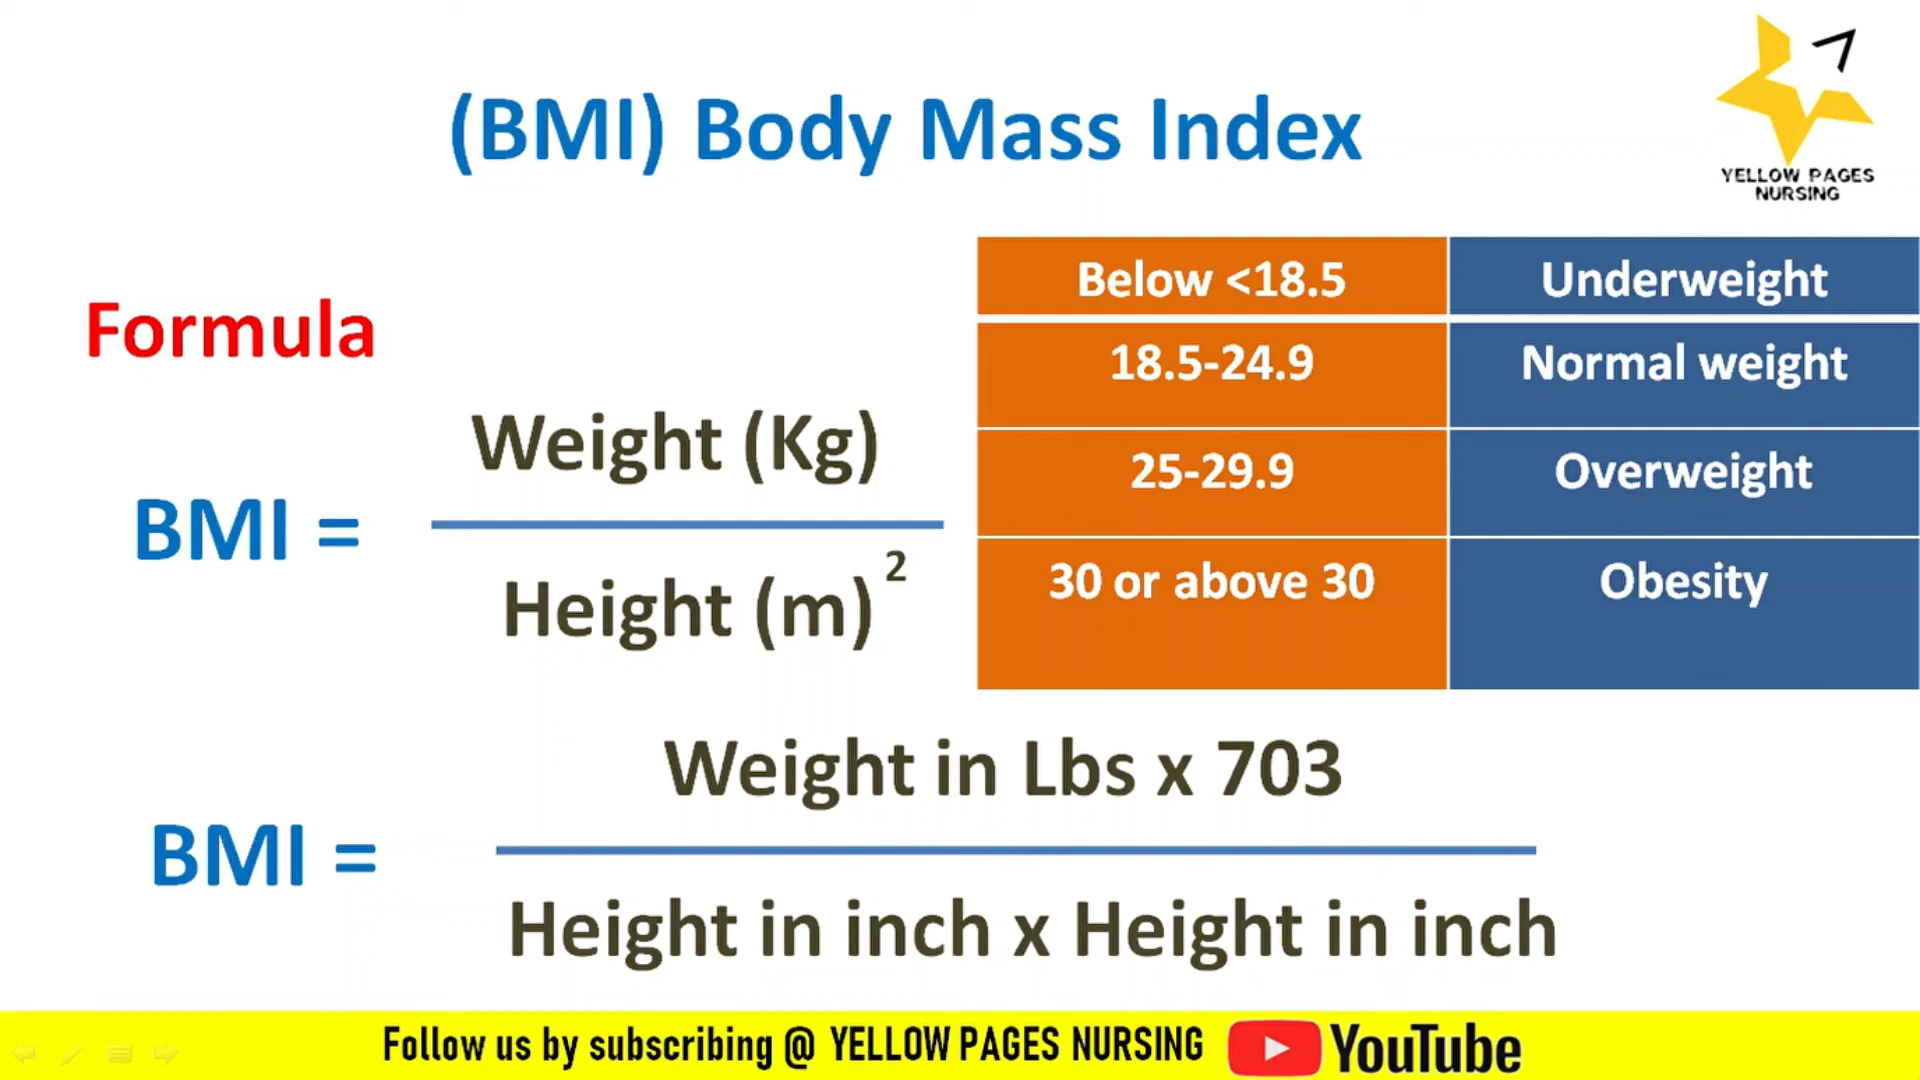 (BMI) Body Mass Index
YELLOW PAGES
NURSING
Formula
BMI =
Weight (Kg)
Height (m) 2
Below <18.5 Underweight
18.5-24.9 Normal weight
25-29.9 Overweight
30 or above 30 Obesity
BMI =
Weight in Lbs x 703
Height in inch x Height in inch
Follow us by subscribing @ YELLOW PAGES NURSING YouTube